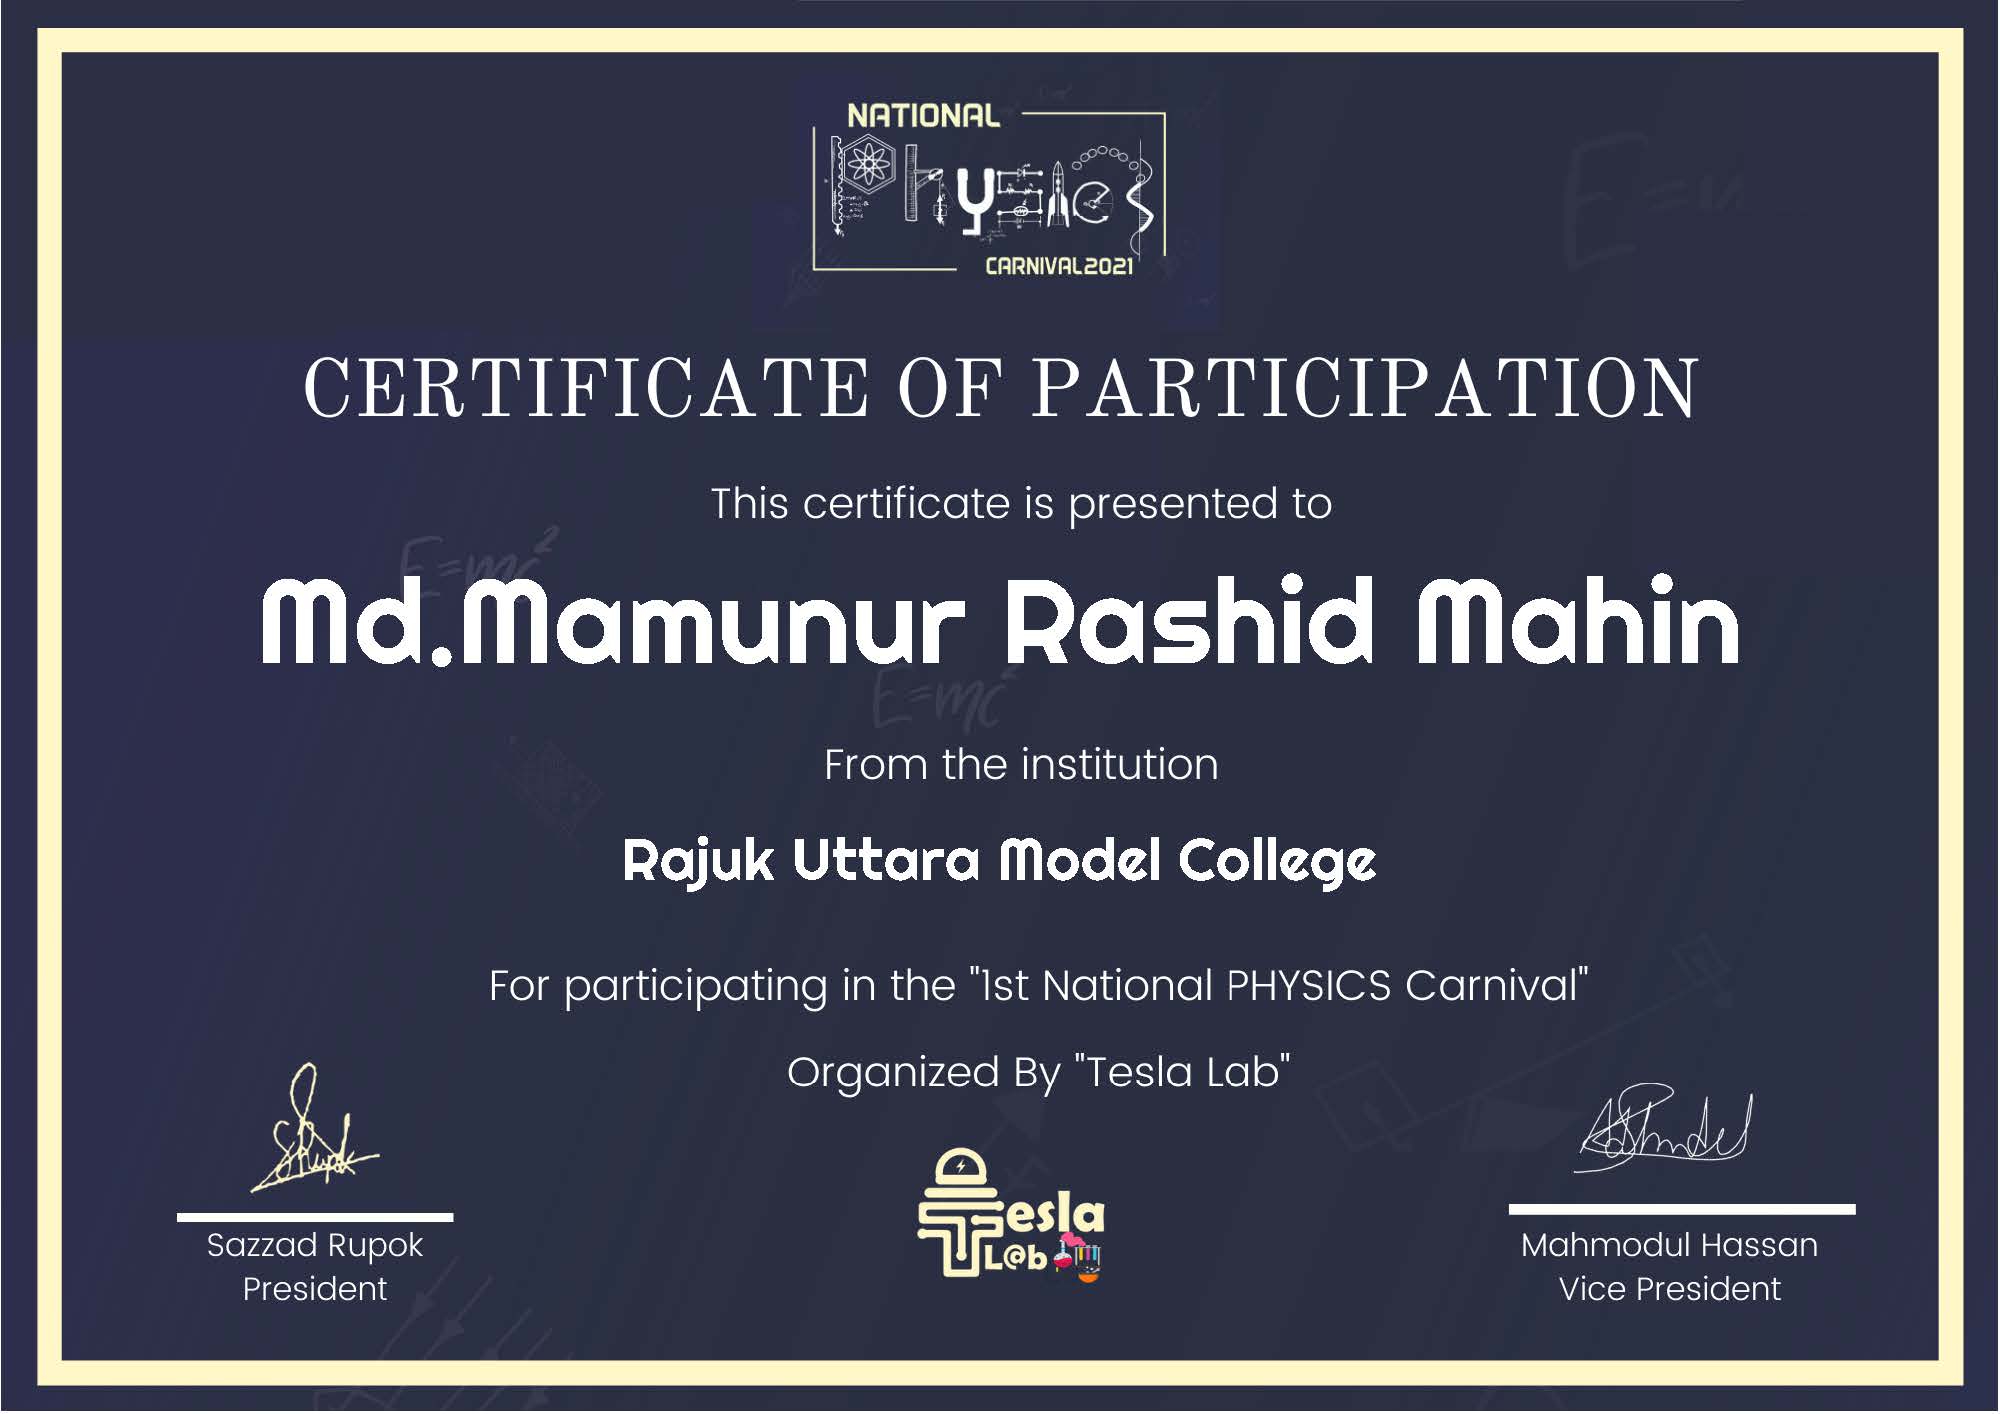 NATIONAL
Physics
CARNIVAL2021
CERTIFICATE OF PARTICIPATION
This certificate is presented to
E=mc²
Md.Mamunur Rashid Mahin
E=mc²
From the institution
Rajuk Uttara Model College
For participating in the "1st National PHYSICS Carnival"
Organized By "Tesla Lab"
Tesla
L@b
Sazzad Rupok
President
Mahmodul Hassan
Vice President